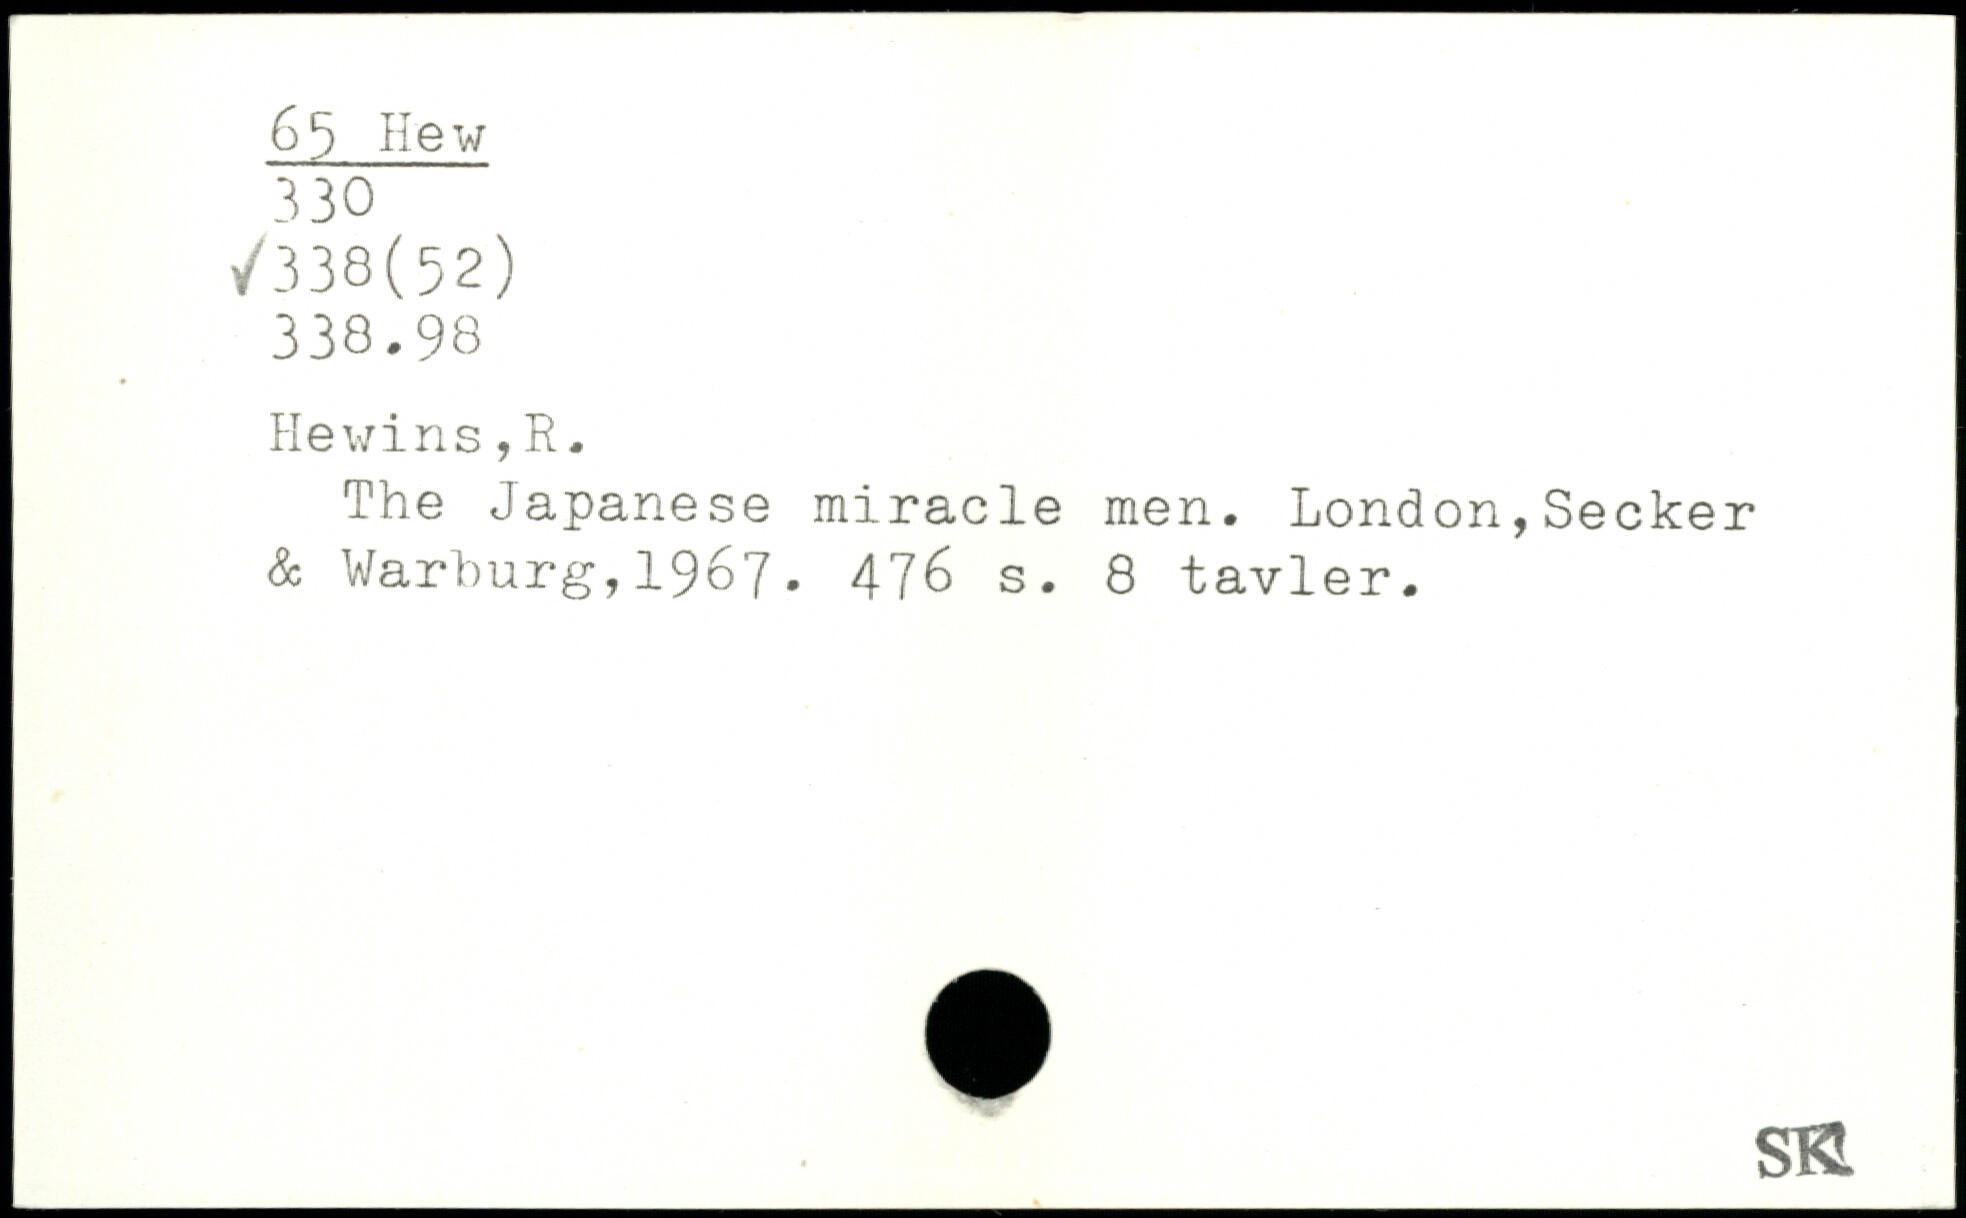 65 Hew
330
✓338(52)
338.98
Hewins,R.
The Japanese miracle men. London,Secker
& Warburg,1967. 476 s. 8 tavler.
SK